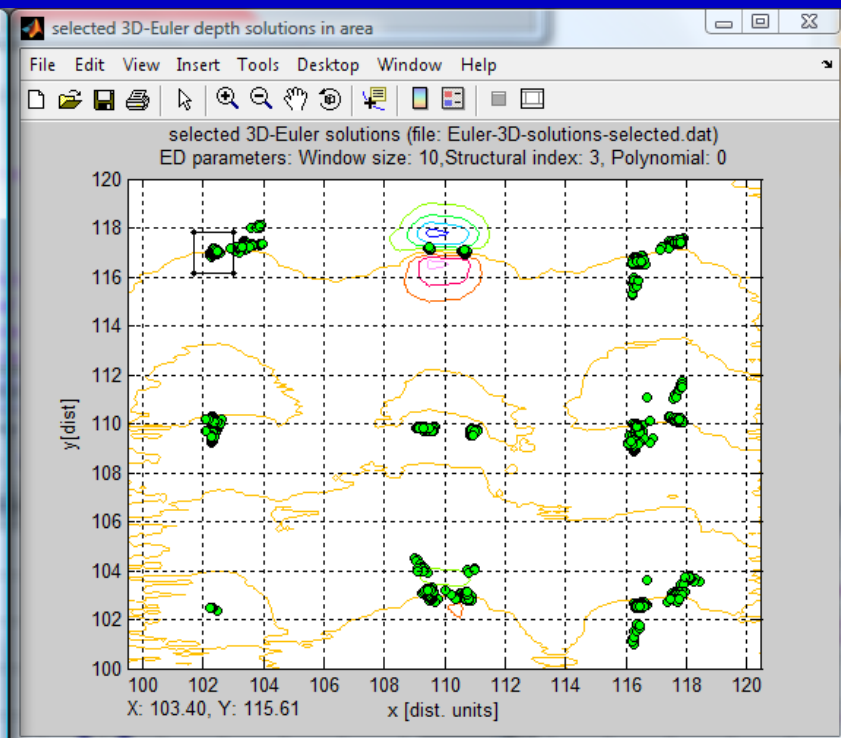 selected 3D-Euler depth solutions in area
File Edit View Insert Tools Desktop Window Help
selected 3D-Euler solutions (file: Euler-3D-solutions-selected.dat)
ED parameters: Window size: 10,Structural index: 3, Polynomial: 0
120
118
116
114
112
110
108
106
104
102
100
y[dist]
100 102 104 106 108 110 112 114 116 118 120
X: 103.40, Y: 115.61
x [dist. units]